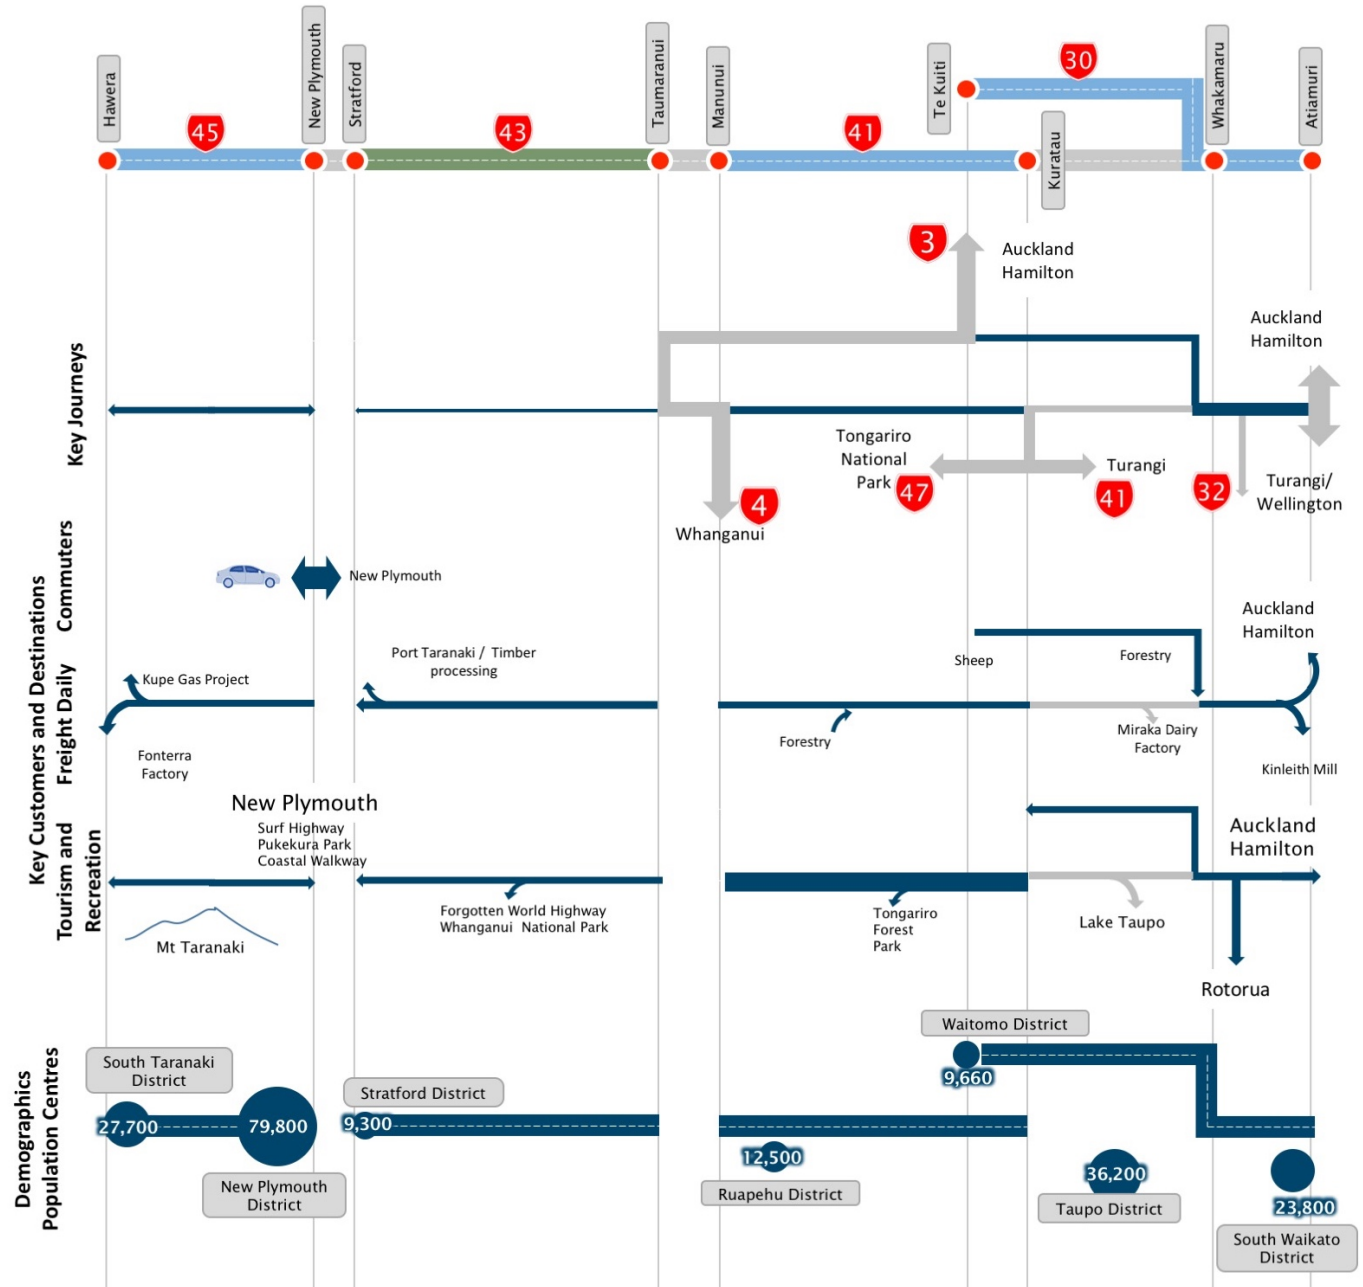 Hawera
New Plymouth
Stratford
Taumaranui
Manunui
Te Kuiti
Kuratau
Whakamaru
Atiamuri
45
43
41
30
Key Journeys
3
Auckland
Hamilton
Auckland
Hamilton
Tongariro
National
Park
47
Turangi
41
32
Turangi/
Wellington
4
Whanganui
Key Customers and Destinations
Commuters
New Plymouth
Freight Daily
Kupe Gas Project
Fonterra
Factory
Port Taranaki / Timber
processing
Forestry
Sheep
Forestry
Miraka Dairy
Factory
Auckland
Hamilton
Kinleith Mill
Tourism and
Recreation
New Plymouth
Surf Highway
Pukekura Park
Coastal Walkway
Mt Taranaki
Forgotten World Highway
Whanganui National Park
Tongariro
Forest
Park
Lake Taupo
Auckland
Hamilton
Rotorua
Demographics
Population Centres
South Taranaki
District
27,700
79,800
New Plymouth
District
Stratford District
9,300
12,500
Ruapehu District
Waitomo District
9,660
36,200
Taupo District
23,800
South Waikato
District